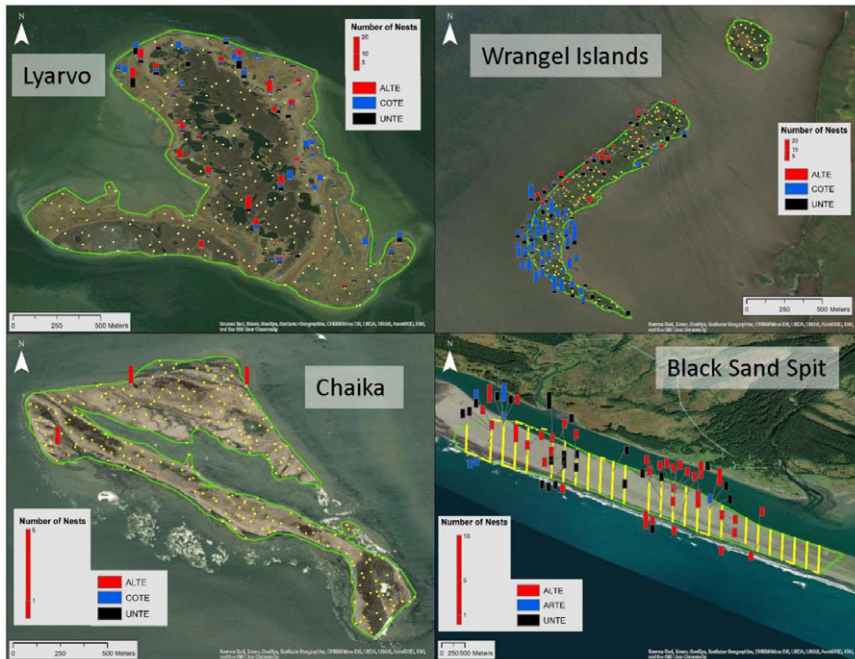 N
Lyarvo
Number of Nests
20
10
5
ALTE
COTE
UNTE
0 250 500 Meters
N
Wrangel Islands
Number of Nests
20
10
5
ALTE
COTE
UNTE
0 250 500 Meters
N
Chaika
Number of Nests
5
1
ALTE
COTE
UNTE
0 250 500 Meters
N
Black Sand Spit
Number of Nests
10
5
1
ALTE
ARTE
UNTE
0 250 500 Meters